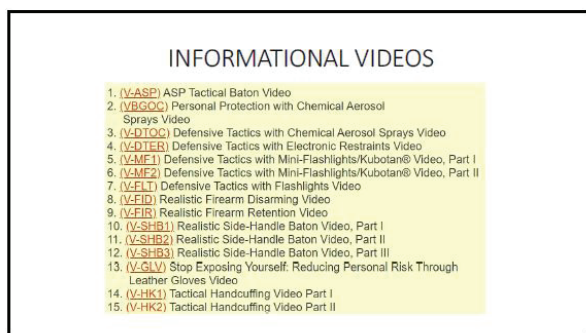 INFORMATIONAL VIDEOS
1. (V-ASP) ASP Tactical Baton Video
2. (VBGOC) Personal Protection with Chemical Aerosol
Sprays Video
3. (V-DTOC) Defensive Tactics with Chemical Aerosol Sprays Video
4. (V-DTER) Defensive Tactics with Electronic Restraints Video
5. (V-MF1) Defensive Tactics with Mini-Flashlights/Kubotan® Video, Part I
6. (V-MF2) Defensive Tactics with Mini-Flashlights/Kubotan® Video, Part II
7. (V-FLT) Defensive Tactics with Flashlights Video
8. (V-FID) Realistic Firearm Disarming Video
9. (V-FIR) Realistic Firearm Retention Video
10. (V-SHB1) Realistic Side-Handle Baton Video, Part I
11. (V-SHB2) Realistic Side-Handle Baton Video, Part II
12. (V-SHB3) Realistic Side-Handle Baton Video, Part III
13. (V-GLV) Stop Exposing Yourself: Reducing Personal Risk Through
Leather Gloves Video
14. (V-HK1) Tactical Handcuffing Video Part I
15. (V-HK2) Tactical Handcuffing Video Part II